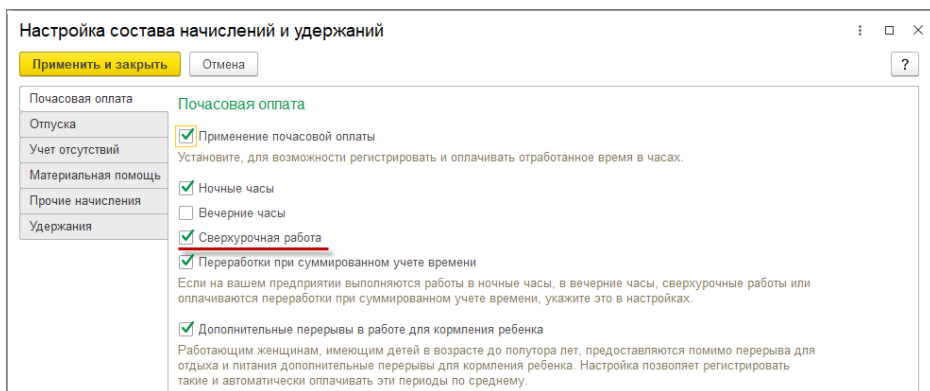 Настройка состава начислений и удержаний
Применить и закрыть
Отмена
?
Почасовая оплата
Отпуска
Учет отсутствий
Материальная помощь
Прочие начисления
Удержания
Почасовая оплата
Применение почасовой оплаты
Установите, для возможности регистрировать и оплачивать отработанное время в часах.
Ночные часы
Вечерние часы
Сверхурочная работа
Переработки при суммированном учете времени
Если на вашем предприятии выполняются работы в ночные часы, в вечерние часы, сверхурочные работы или
оплачиваются переработки при суммированном учете времени, укажите это в настройках.
Дополнительные перерывы в работе для кормления ребенка
Работающим женщинам, имеющим детей в возрасте до полутора лет, предоставляются помимо перерыва для
отдыха и питания дополнительные перерывы для кормления ребенка. Настройка позволяет регистрировать
такие и автоматически оплачивать эти периоды по среднему.